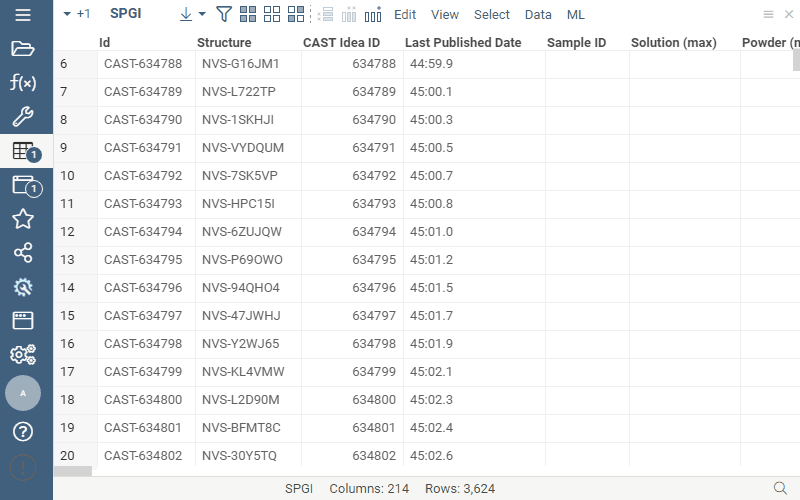 +1 SPGI Edit View Select Data ML
Id Structure CAST Idea ID Last Published Date Sample ID Solution (max) Powder (m
6 CAST-634788 NVS-G16JM1 634788 44:59.9
7 CAST-634789 NVS-L722TP 634789 45:00.1
8 CAST-634790 NVS-1SKHJI 634790 45:00.3
9 CAST-634791 NVS-VYDQUM 634791 45:00.5
10 CAST-634792 NVS-7SK5VP 634792 45:00.7
11 CAST-634793 NVS-HPC15I 634793 45:00.8
12 CAST-634794 NVS-6ZUJQW 634794 45:01.0
13 CAST-634795 NVS-P69OWO 634795 45:01.2
14 CAST-634796 NVS-94QHO4 634796 45:01.5
15 CAST-634797 NVS-47JWHJ 634797 45:01.7
16 CAST-634798 NVS-Y2WJ65 634798 45:01.9
17 CAST-634799 NVS-KL4VMW 634799 45:02.1
18 CAST-634800 NVS-L2D90M 634800 45:02.3
19 CAST-634801 NVS-BFMT8C 634801 45:02.4
20 CAST-634802 NVS-30Y5TQ 634802 45:02.6
SPGI Columns: 214 Rows: 3,624
f(x)
1
1
A